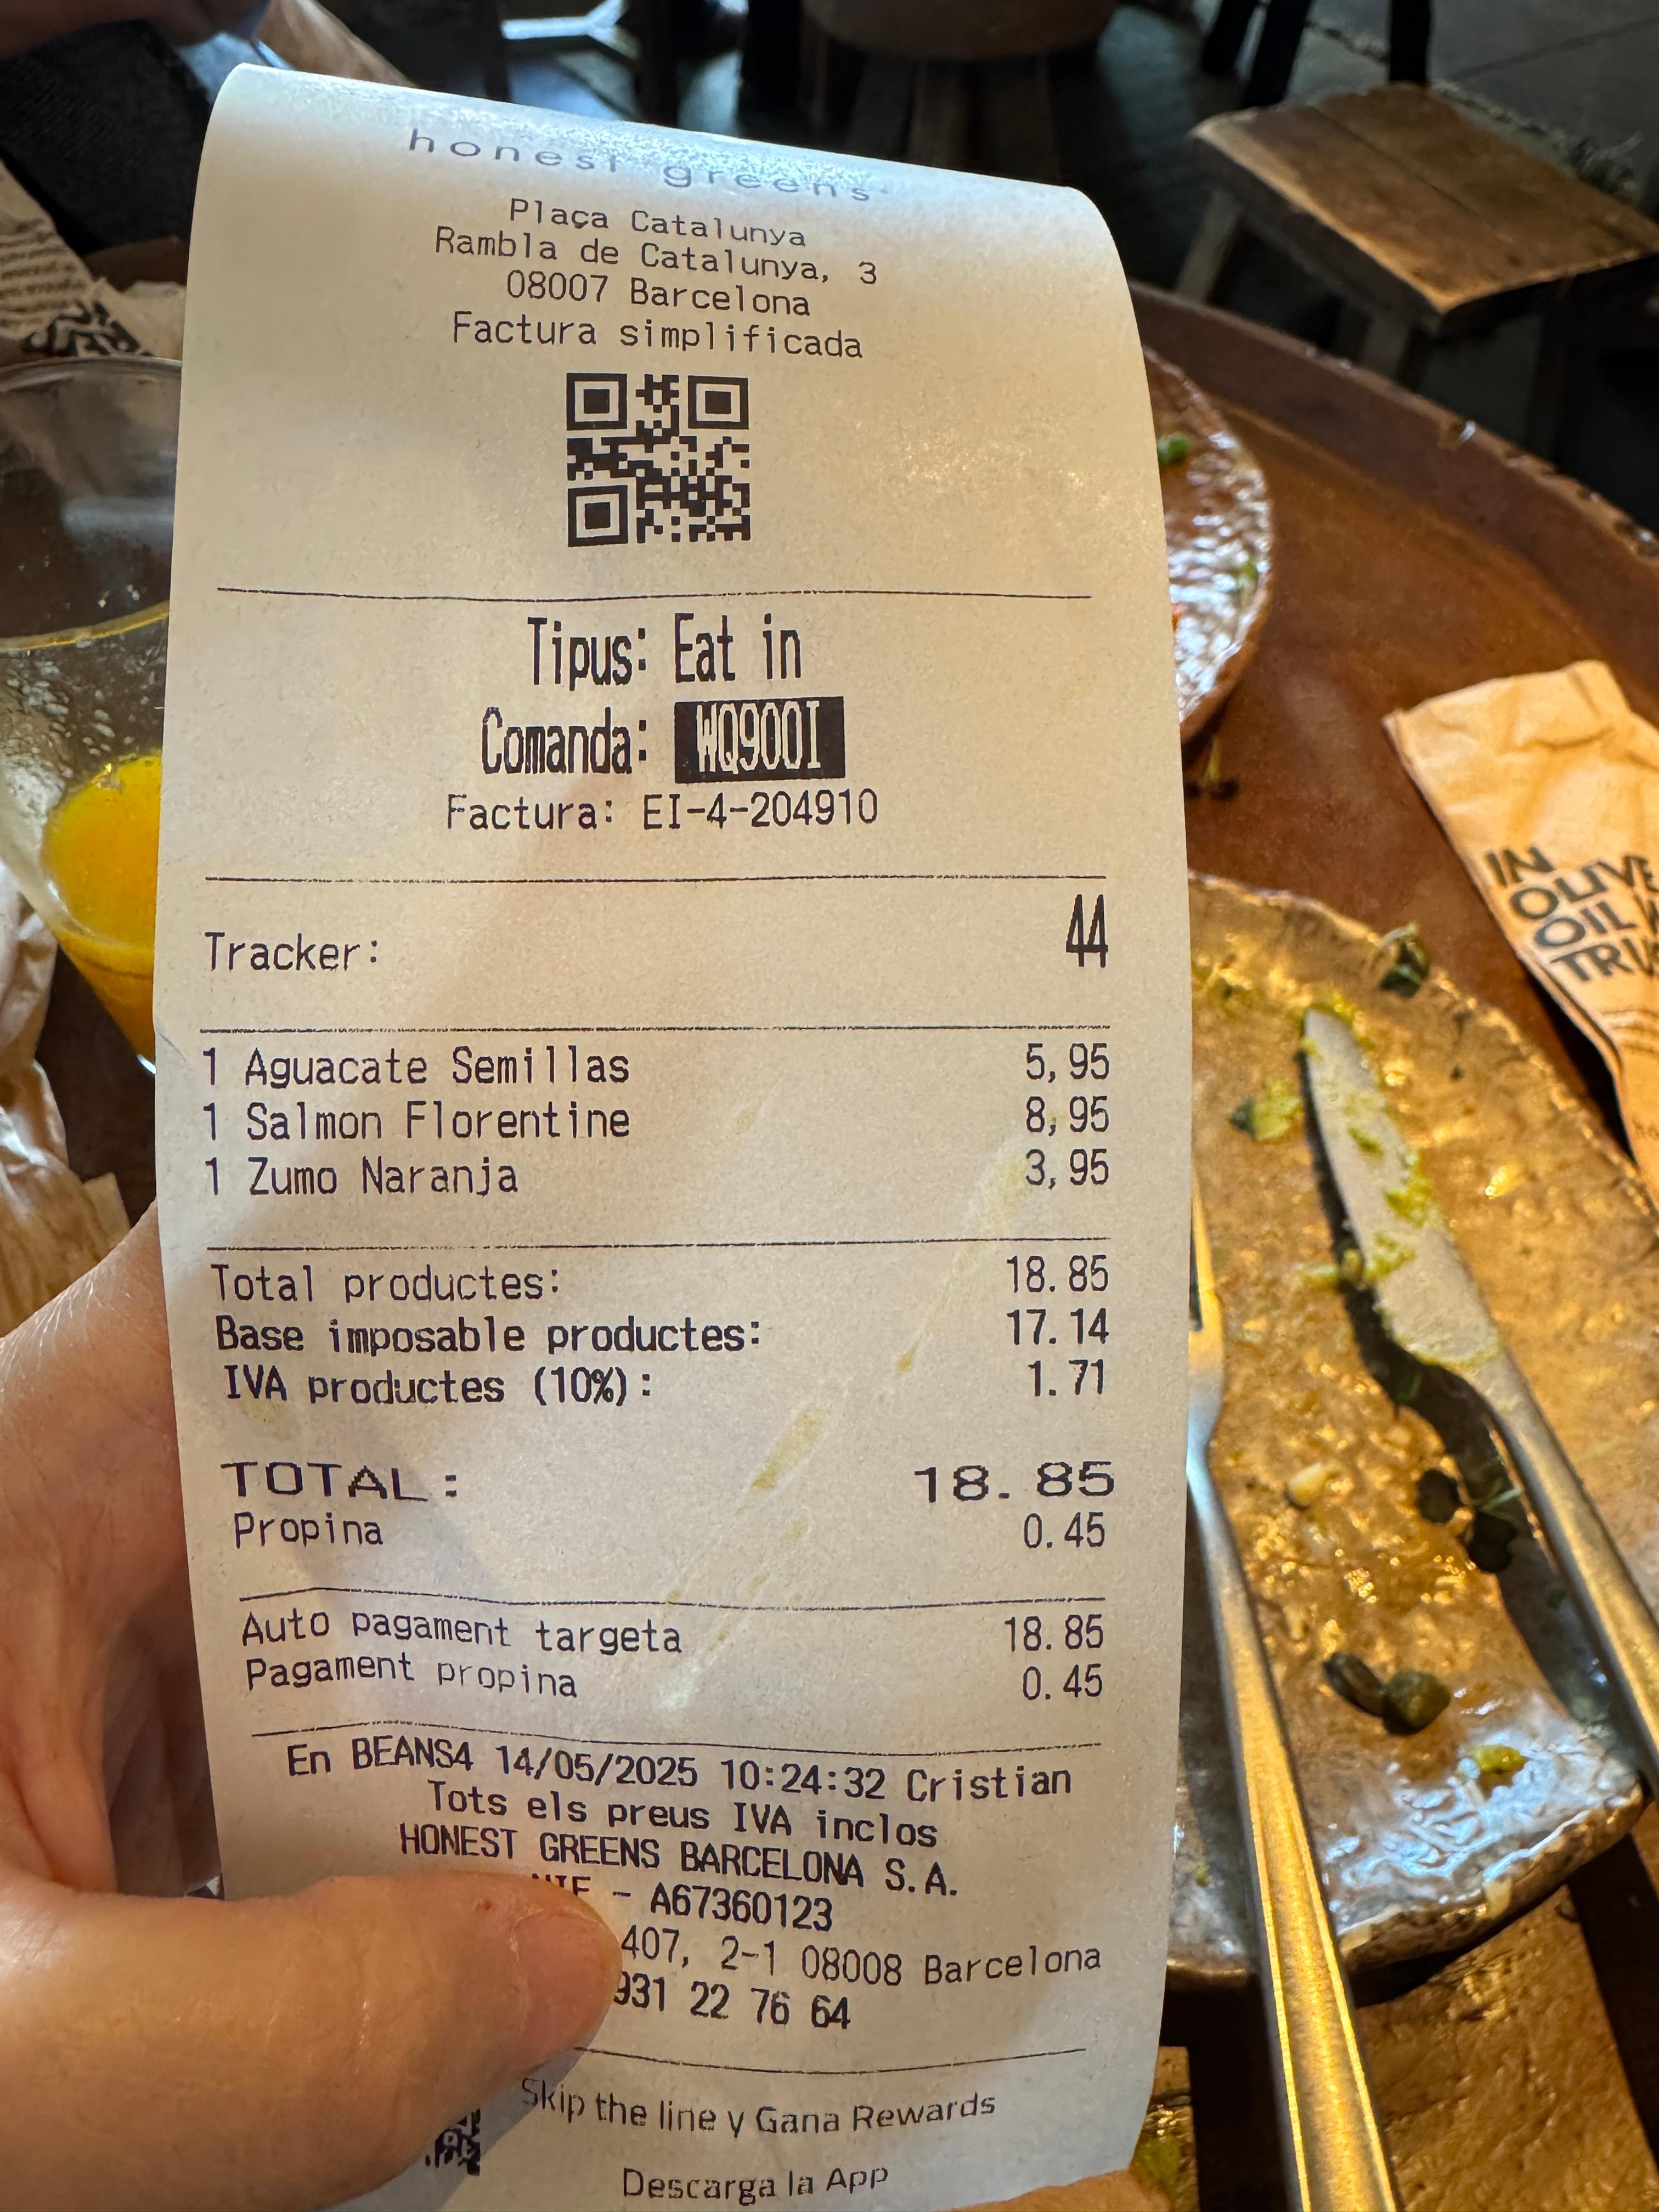 honest greens
Plaça Catalunya
Rambla de Catalunya, 3
08007 Barcelona
Factura simplificada
Tipus: Eat in
Comanda: WQ900I
Factura: EI-4-204910
Tracker: 44
1 Aguacate Semillas 5,95
1 Salmon Florentine 8,95
1 Zumo Naranja 3,95
Total productes: 18.85
Base imposable productes: 17.14
IVA productes (10%): 1.71
TOTAL: 18.85
Propina 0.45
Auto pagament targeta 18.85
Pagament propina 0.45
En BEANS4 14/05/2025 10:24:32 Cristian
Tots els preus IVA inclos
HONEST GREENS BARCELONA S.A.
NIF - A67360123
407, 2-1 08008 Barcelona
931 22 76 64
Skip the line y Gana Rewards
Descarga la App
IN
OLIVE
OIL